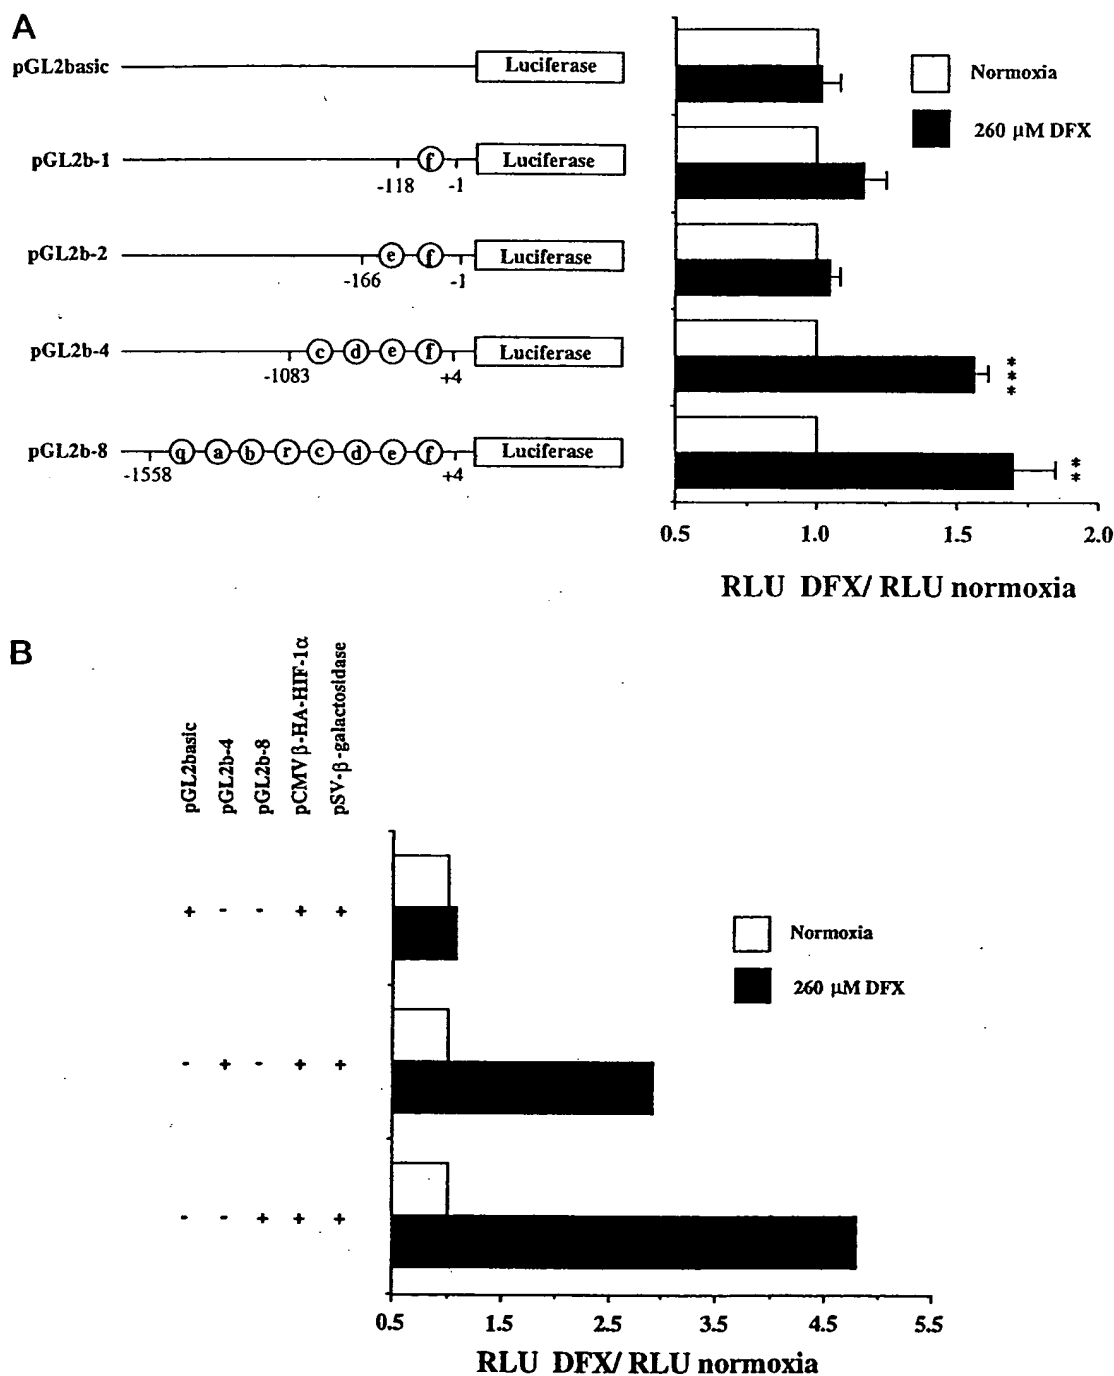 A
pGL2basic
Luciferase
Normoxia
260 µM DFX
pGL2b-1
f
Luciferase
-118
-1
pGL2b-2
e f
Luciferase
-166
-1
pGL2b-4
c d e f
Luciferase
-1083
+4
pGL2b-8
q a b r c d e f
Luciferase
-1558
+4
***
**
0.5 1.0 1.5 2.0
RLU DFX/ RLU normoxia
B
pGL2basic
pGL2b-4
pGL2b-8
pCMVβ-HA-HIF-1α
pSV-β-galactosidase
+ - - + +
Normoxia
260 µM DFX
- + - + +
- - + + +
0.5 1.5 2.5 3.5 4.5 5.5
RLU DFX/ RLU normoxia